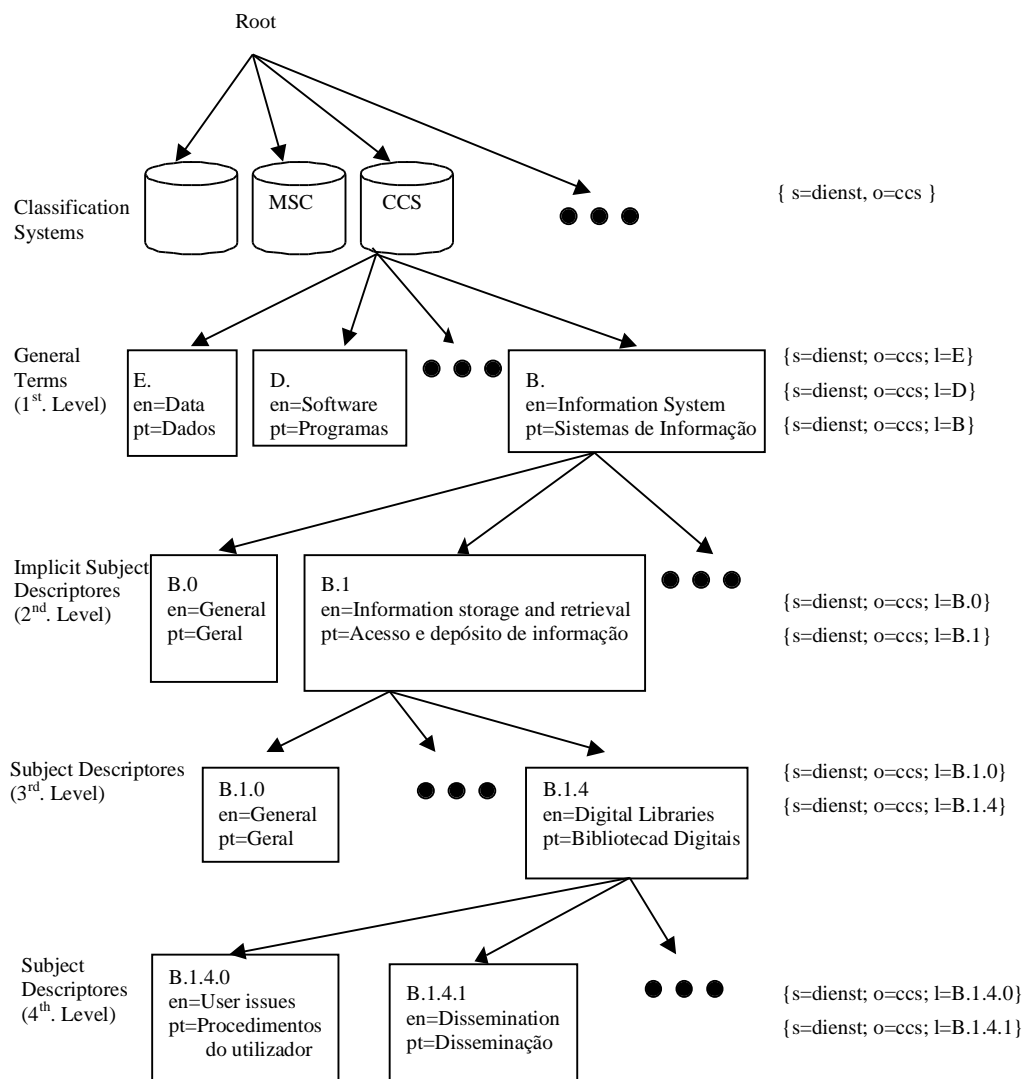 Root
MSC
CCS
{ s=dienst, o=ccs }
Classification
Systems
General
Terms
(1st. Level)
E.
en=Data
pt=Dados
D.
en=Software
pt=Programas
B.
en=Information System
pt=Sistemas de Informação
{s=dienst; o=ccs; l=E}
{s=dienst; o=ccs; l=D}
{s=dienst; o=ccs; l=B}
Implicit Subject
Descriptores
(2nd. Level)
B.0
en=General
pt=Geral
B.1
en=Information storage and retrieval
pt=Acesso e depósito de informação
{s=dienst; o=ccs; l=B.0}
{s=dienst; o=ccs; l=B.1}
Subject Descriptores
(3rd. Level)
B.1.0
en=General
pt=Geral
B.1.4
en=Digital Libraries
pt=Bibliotecad Digitais
{s=dienst; o=ccs; l=B.1.0}
{s=dienst; o=ccs; l=B.1.4}
Subject
Descriptores
(4th. Level)
B.1.4.0
en=User issues
pt=Procedimentos
do utilizador
B.1.4.1
en=Dissemination
pt=Disseminação
{s=dienst; o=ccs; l=B.1.4.0}
{s=dienst; o=ccs; l=B.1.4.1}